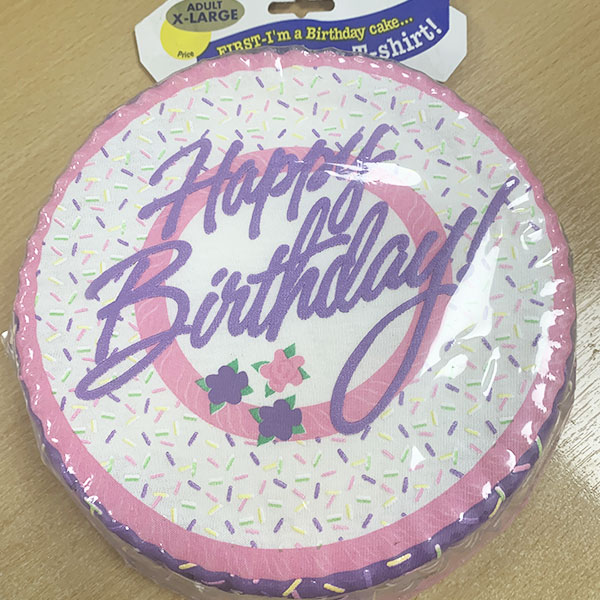 ADULT
X-LARGE
Price
FIRST-I'm a Birthday cake...
T-shirt!
Happy
Birthday!